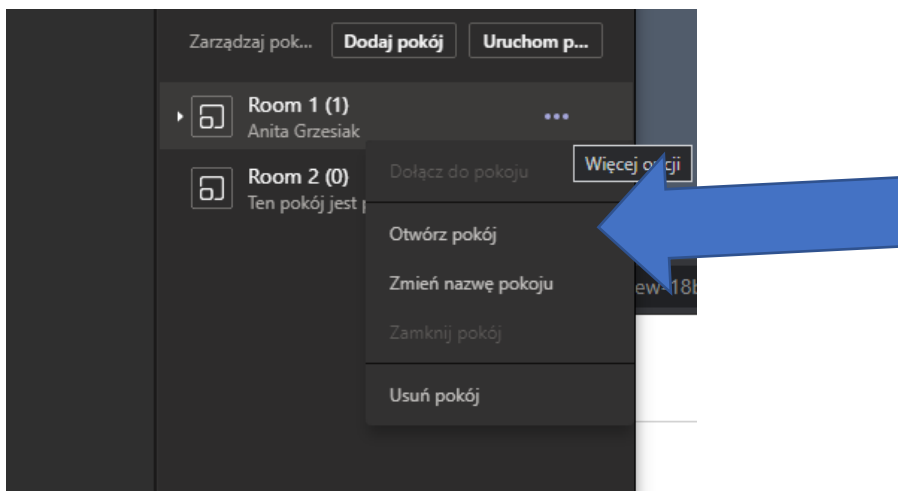 Zarządzaj pok... Dodaj pokój Uruchom p...
Room 1 (1)
Anita Grzesiak
Dołącz do pokoju
Więcej opcji
Room 2 (0)
Ten pokój jest
Otwórz pokój
Zmień nazwę pokoju
Zamknij pokój
Usuń pokój